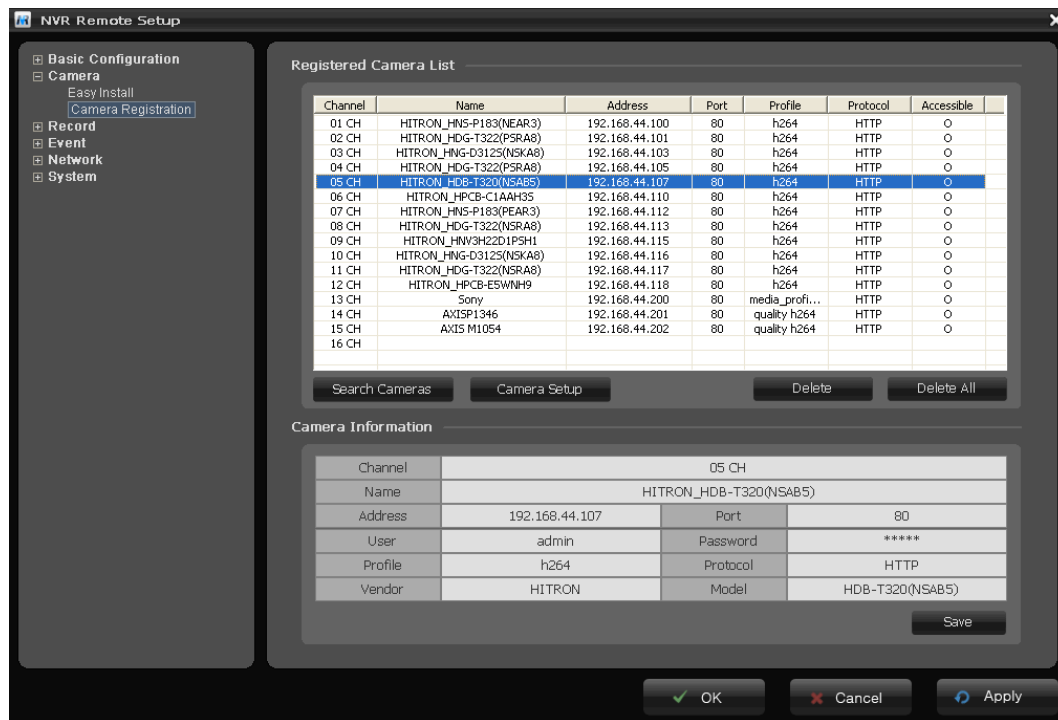 NVR Remote Setup
Basic Configuration
Camera
Easy Install
Camera Registration
Record
Event
Network
System
Registered Camera List
Channel Name Address Port Profile Protocol Accessible
01 CH HITRON_HNS-P183(NEAR3) 192.168.44.100 80 h264 HTTP O
02 CH HITRON_HDG-T322(PSRA8) 192.168.44.101 80 h264 HTTP O
03 CH HITRON_HNG-D312S(NSKA8) 192.168.44.103 80 h264 HTTP O
04 CH HITRON_HDG-T322(PSRA8) 192.168.44.105 80 h264 HTTP O
05 CH HITRON_HDB-T320(NSAB5) 192.168.44.107 80 h264 HTTP O
06 CH HITRON_HPCB-C1AAH3S 192.168.44.110 80 h264 HTTP O
07 CH HITRON_HNS-P183(PEAR3) 192.168.44.112 80 h264 HTTP O
08 CH HITRON_HDG-T322(NSRA8) 192.168.44.113 80 h264 HTTP O
09 CH HITRON_HNV3H22D1PSH1 192.168.44.115 80 h264 HTTP O
10 CH HITRON_HNG-D312S(NSKA8) 192.168.44.116 80 h264 HTTP O
11 CH HITRON_HDG-T322(NSRA8) 192.168.44.117 80 h264 HTTP O
12 CH HITRON_HPCB-E5WNH9 192.168.44.118 80 h264 HTTP O
13 CH Sony 192.168.44.200 80 media_profi... HTTP O
14 CH AXISP1346 192.168.44.201 80 quality h264 HTTP O
15 CH AXIS M1054 192.168.44.202 80 quality h264 HTTP O
16 CH
Search Cameras Camera Setup Delete Delete All
Camera Information
Channel 05 CH
Name HITRON_HDB-T320(NSAB5)
Address 192.168.44.107 Port 80
User admin Password *****
Profile h264 Protocol HTTP
Vendor HITRON Model HDB-T320(NSAB5)
Save
OK Cancel Apply